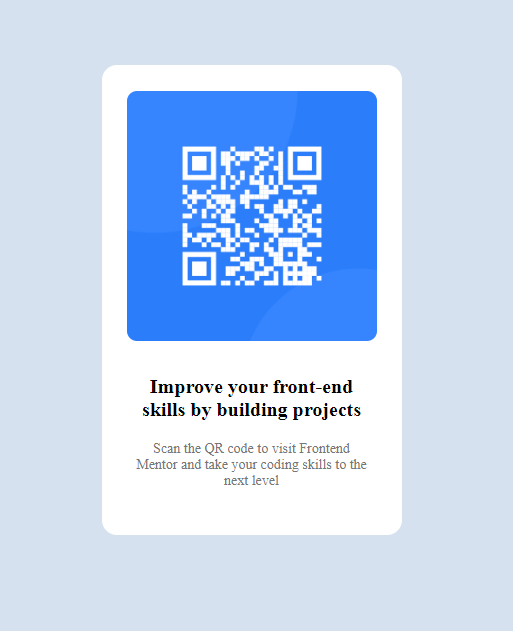 Improve your front-end
skills by building projects
Scan the QR code to visit Frontend
Mentor and take your coding skills to the
next level